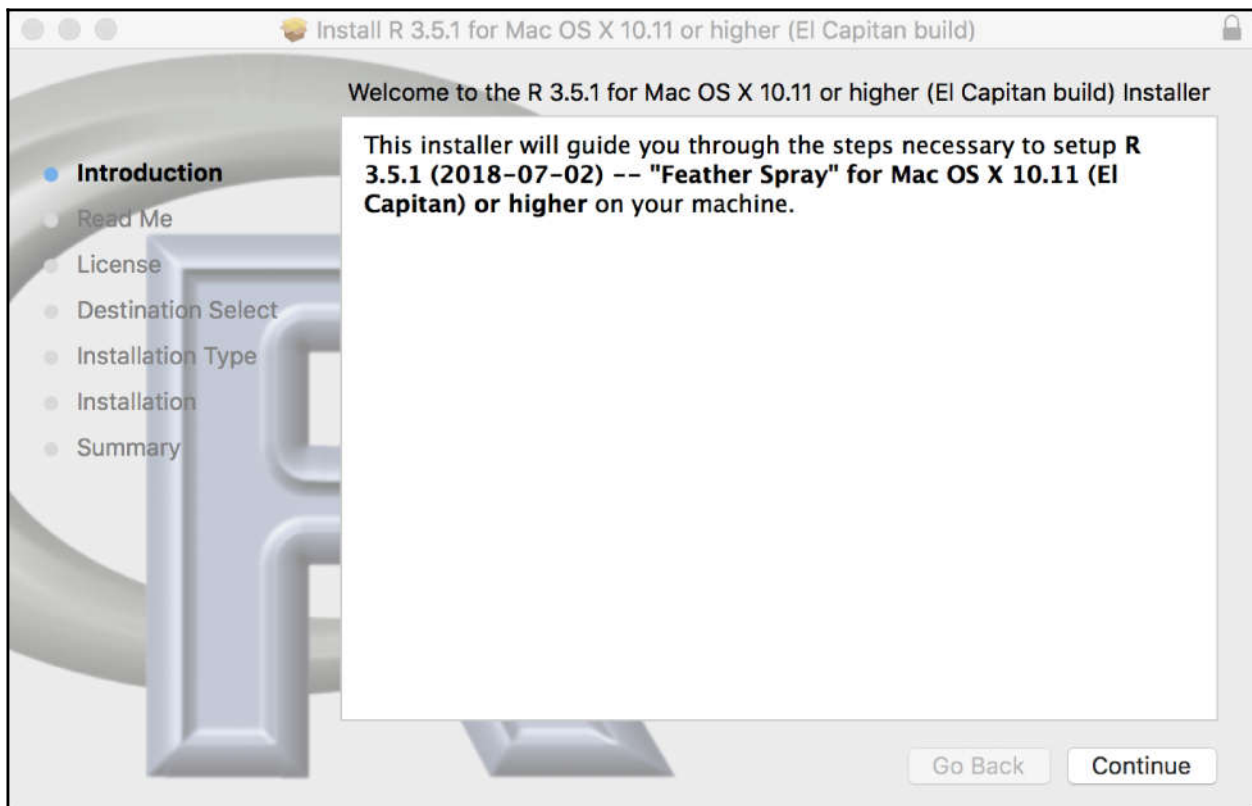 Install R 3.5.1 for Mac OS X 10.11 or higher (El Capitan build)
Welcome to the R 3.5.1 for Mac OS X 10.11 or higher (El Capitan build) Installer
Introduction
Read Me
License
Destination Select
Installation Type
Installation
Summary
This installer will guide you through the steps necessary to setup R
3.5.1 (2018-07-02) -- "Feather Spray" for Mac OS X 10.11 (El
Capitan) or higher on your machine.
R
Go Back
Continue